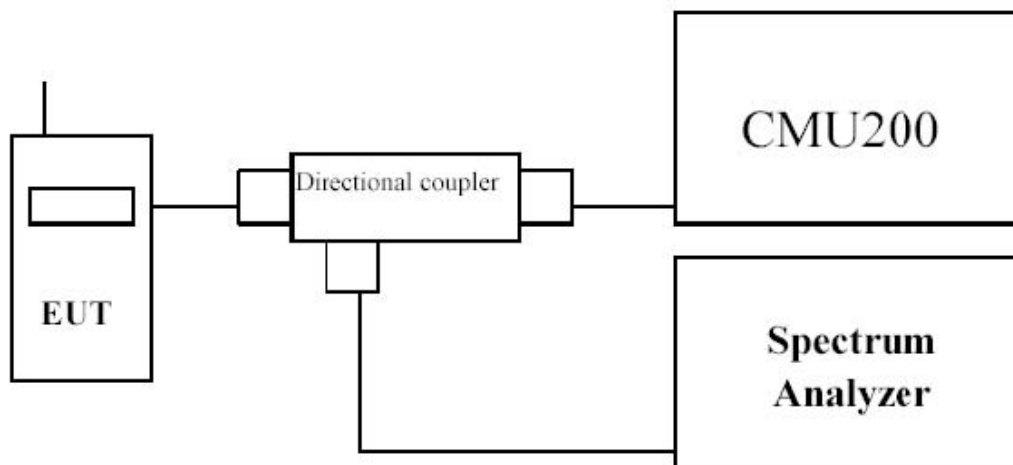 CMU200
Directional coupler
EUT
Spectrum
Analyzer